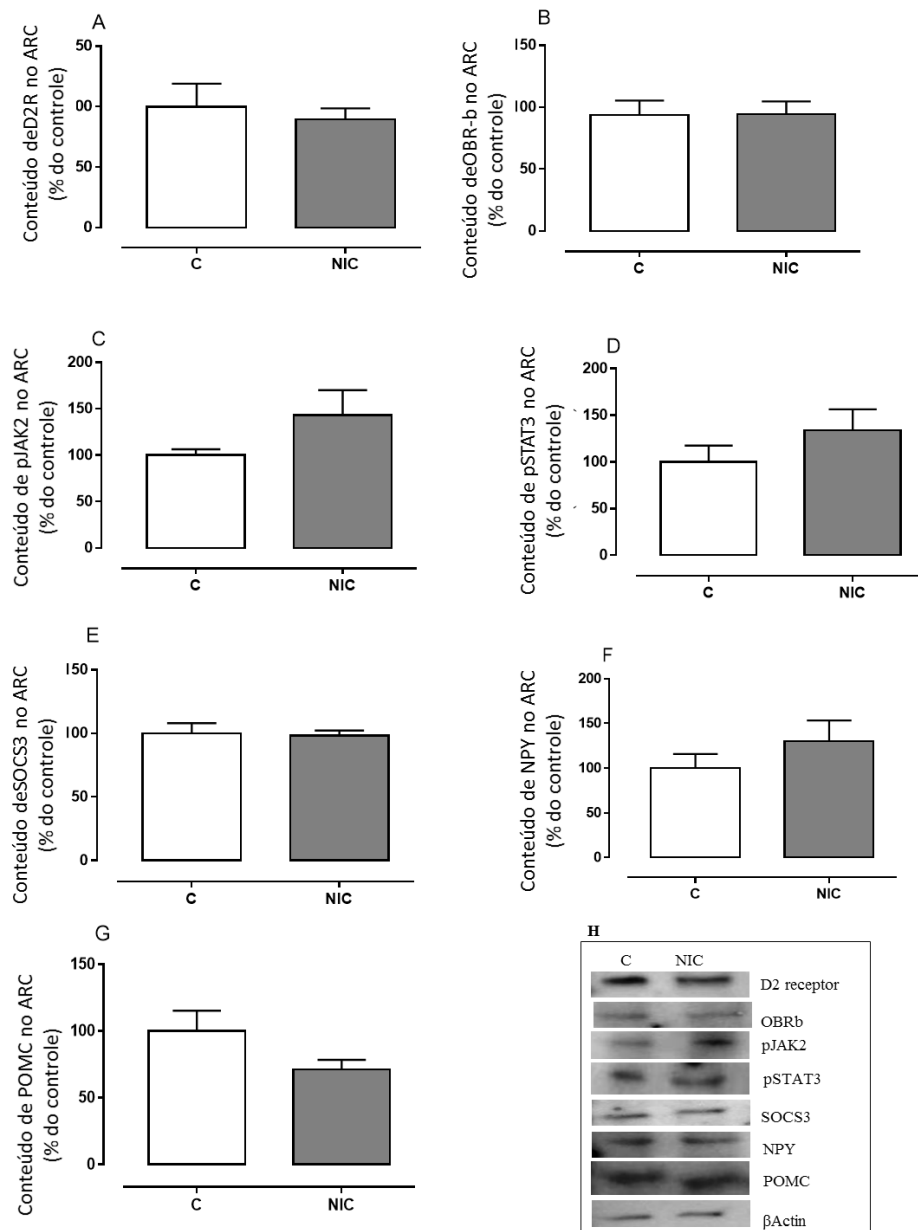 A
Conteúdo deD2R no ARC
(% do controle)
50
00
50
0
C
NIC
B
Conteúdo deOBR-b no ARC
(% do controle)
150
100
50
0
C
NIC
C
Conteúdo de pJAK2 no ARC
(% do controle)
200
150
100
50
0
C
NIC
D
Conteúdo de pSTAT3 no ARC
(% do controle)
200
150
100
50
0
C
NIC
E
Conteúdo deSOCS3 no ARC
(% do controle)
150
100
50
0
C
NIC
F
Conteúdo de NPY no ARC
(% do controle)
200
150
100
50
0
C
NIC
G
Conteúdo de POMC no ARC
(% do controle)
150
100
50
0
C
NIC
H
C NIC
D2 receptor
OBRb
pJAK2
pSTAT3
SOCS3
NPY
POMC
βActin